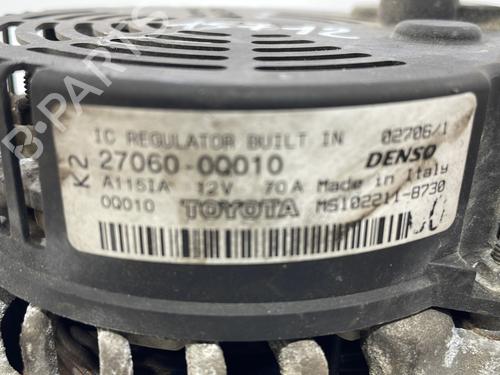 IC REGULATOR BUILT IN 02706/1
K2 27060-0Q010 DENSO
A115IA 12V 70A Made in Italy
0Q010 TOYOTA MS102211-8730
B-PARTS